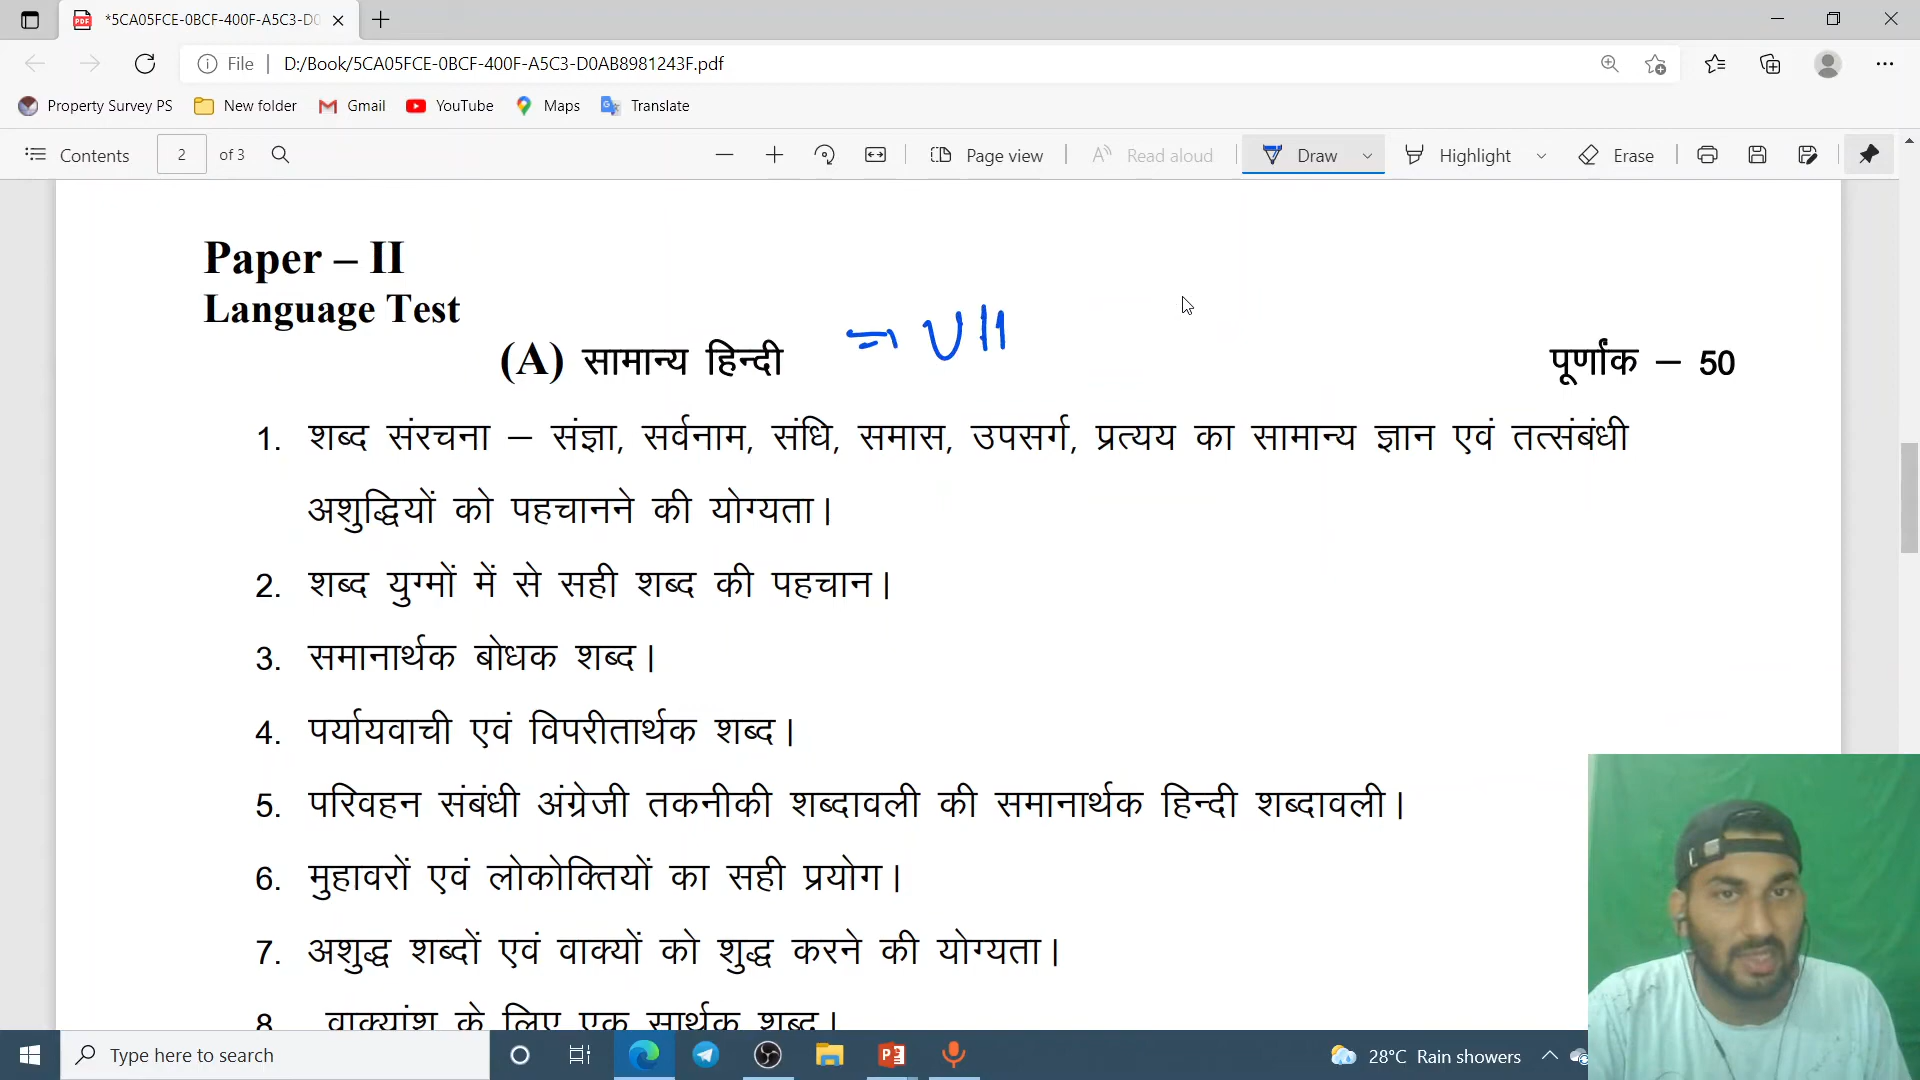 *5CA05FCE-0BCF-400F-A5C3-D0
File D:/Book/5CA05FCE-0BCF-400F-A5C3-D0AB8981243F.pdf
Property Survey PS New folder Gmail YouTube Maps Translate
Contents 2 of 3 Page view Read aloud Draw Highlight Erase
Paper – II
Language Test
(A) सामान्य हिन्दी पूर्णांक – 50
1. शब्द संरचना – संज्ञा, सर्वनाम, संधि, समास, उपसर्ग, प्रत्यय का सामान्य ज्ञान एवं तत्संबंधी
अशुद्धियों को पहचानने की योग्यता।
2. शब्द युग्मों में से सही शब्द की पहचान।
3. समानार्थक बोधक शब्द।
4. पर्यायवाची एवं विपरीतार्थक शब्द।
5. परिवहन संबंधी अंग्रेजी तकनीकी शब्दावली की समानार्थक हिन्दी शब्दावली।
6. मुहावरों एवं लोकोक्तियों का सही प्रयोग।
7. अशुद्ध शब्दों एवं वाक्यों को शुद्ध करने की योग्यता।
8. वाक्यांश के लिए एक सार्थक शब्द।
Type here to search 28°C Rain showers